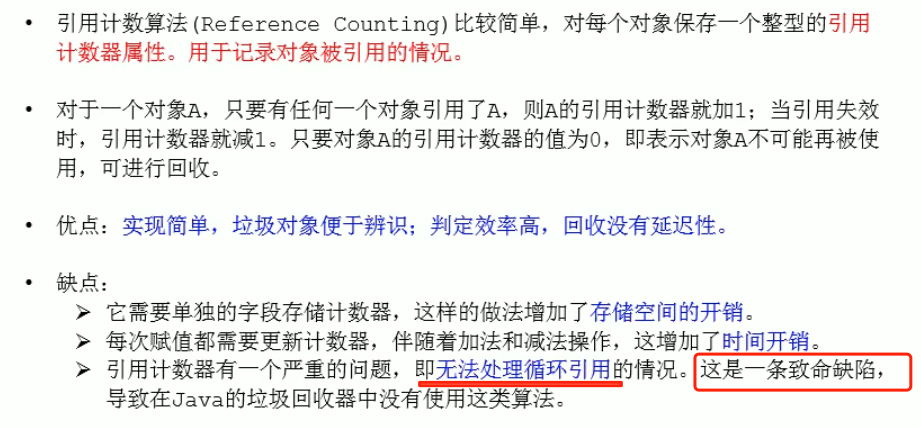 • 引用计数算法(Reference Counting)比较简单，对每个对象保存一个整型的引用
计数器属性。用于记录对象被引用的情况。
• 对于一个对象A，只要有任何一个对象引用了A，则A的引用计数器就加1；当引用失效
时，引用计数器就减1。只要对象A的引用计数器的值为0，即表示对象A不可能再被使
用，可进行回收。
• 优点：实现简单，垃圾对象便于辨识；判定效率高，回收没有延迟性。
• 缺点：
➢ 它需要单独的字段存储计数器，这样的做法增加了存储空间的开销。
➢ 每次赋值都需要更新计数器，伴随着加法和减法操作，这增加了时间开销。
➢ 引用计数器有一个严重的问题，即无法处理循环引用的情况。这是一条致命缺陷，
导致在Java的垃圾回收器中没有使用这类算法。